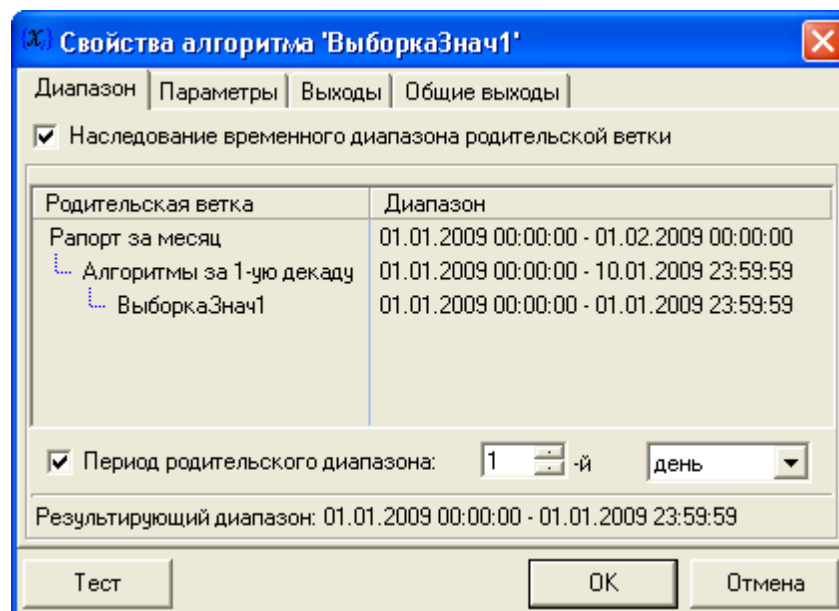 {X} Свойства алгоритма 'ВыборкаЗнач1'
Диапазон Параметры Выходы Общие выходы
Наследование временного диапазона родительской ветки
Родительская ветка Диапазон
Рапорт за месяц 01.01.2009 00:00:00 - 01.02.2009 00:00:00
Алгоритмы за 1-ую декаду 01.01.2009 00:00:00 - 10.01.2009 23:59:59
ВыборкаЗнач1 01.01.2009 00:00:00 - 01.01.2009 23:59:59
Период родительского диапазона: 1 -й день
Результирующий диапазон: 01.01.2009 00:00:00 - 01.01.2009 23:59:59
Тест OK Отмена